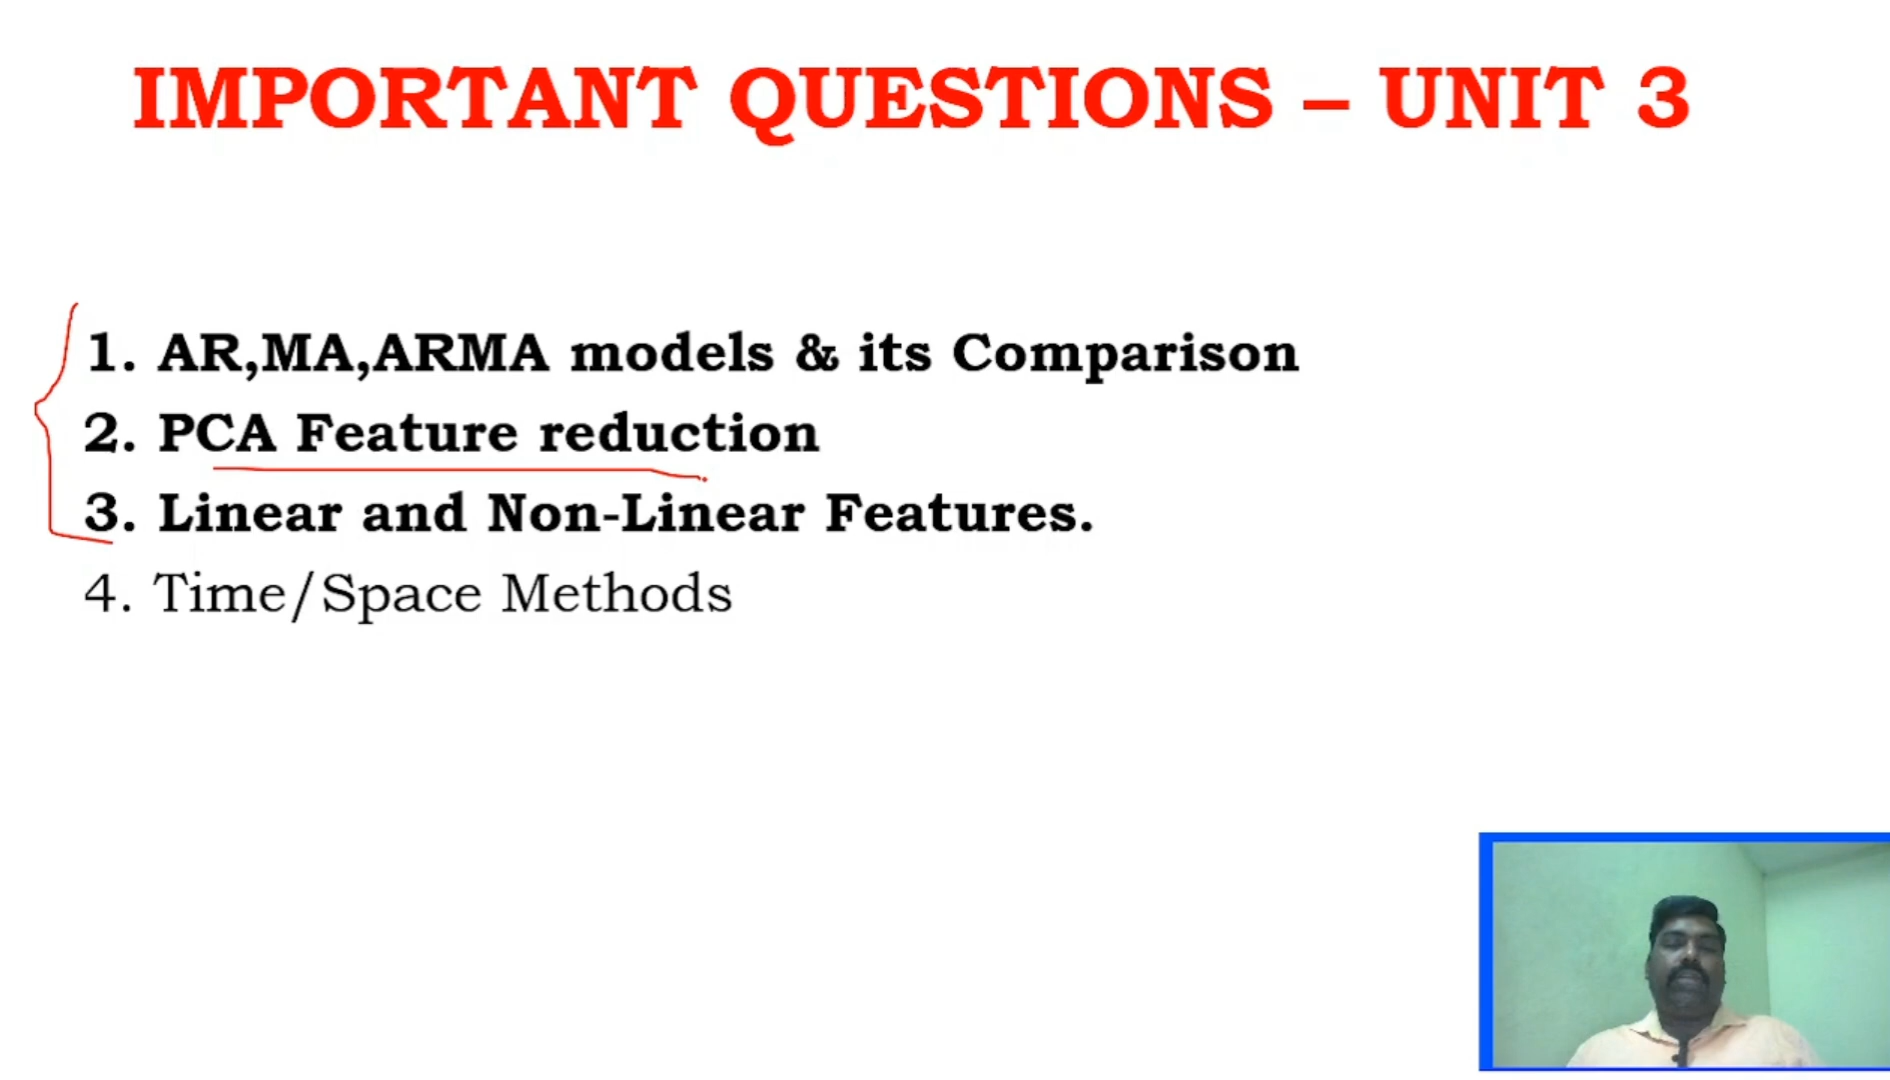 IMPORTANT QUESTIONS – UNIT 3
1. AR,MA,ARMA models & its Comparison
2. PCA Feature reduction
3. Linear and Non-Linear Features.
4. Time/Space Methods